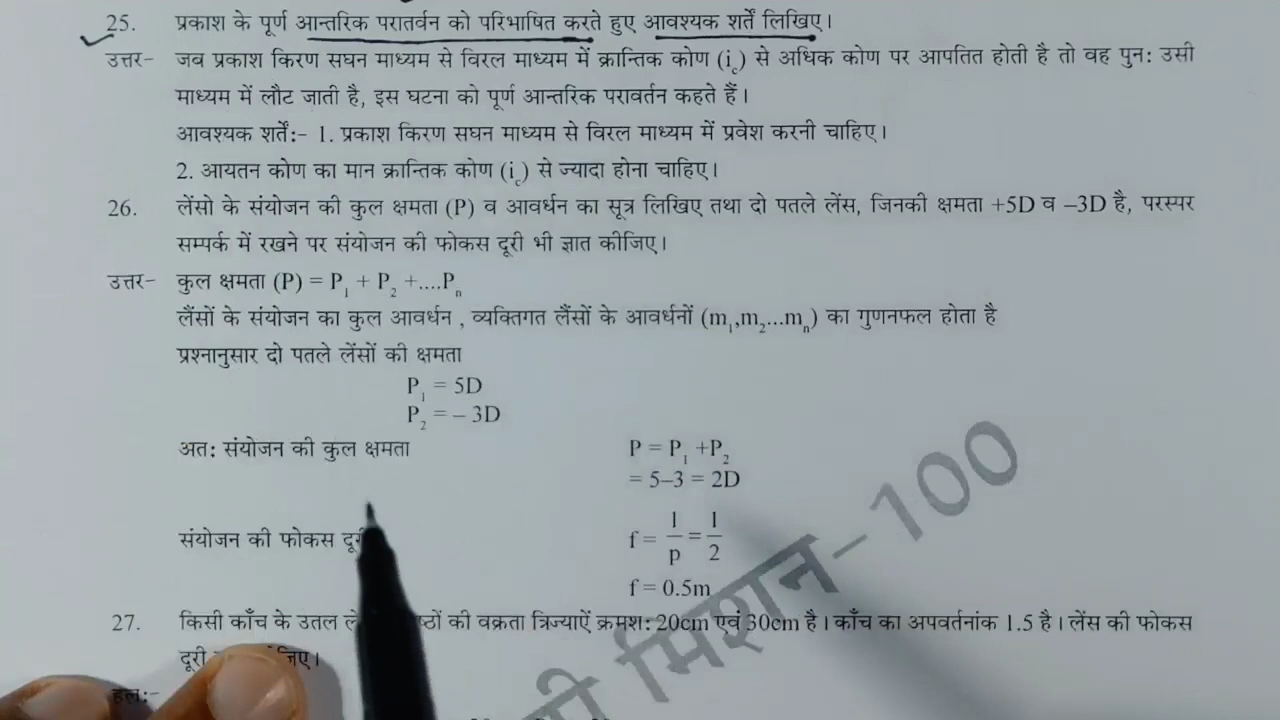 25. प्रकाश के पूर्ण आन्तरिक परातर्वन को परिभाषित करते हुए आवश्यक शर्तें लिखिए।
उत्तर- जब प्रकाश किरण सघन माध्यम से विरल माध्यम में क्रान्तिक कोण (i_c) से अधिक कोण पर आपतित होती है तो वह पुन: उसी
माध्यम में लौट जाती है, इस घटना को पूर्ण आन्तरिक परावर्तन कहते हैं।
आवश्यक शर्तें:- 1. प्रकाश किरण सघन माध्यम से विरल माध्यम में प्रवेश करनी चाहिए।
2. आयतन कोण का मान क्रान्तिक कोण (i_c) से ज्यादा होना चाहिए।
26. लेंसो के संयोजन की कुल क्षमता (P) व आवर्धन का सूत्र लिखिए तथा दो पतले लेंस, जिनकी क्षमता +5D व –3D है, परस्पर
सम्पर्क में रखने पर संयोजन की फोकस दूरी भी ज्ञात कीजिए।
उत्तर- कुल क्षमता (P) = P₁ + P₂ +....Pₙ
लैंसों के संयोजन का कुल आवर्धन , व्यक्तिगत लैंसों के आवर्धनों (m₁,m₂...mₙ) का गुणनफल होता है
प्रश्नानुसार दो पतले लेंसों की क्षमता
P₁ = 5D
P₂ = – 3D
अत: संयोजन की कुल क्षमता P = P₁ +P₂
= 5–3 = 2D
संयोजन की फोकस f = 1/p = 1/2
f = 0.5m
27. किसी काँच के उतल की वक्रता त्रिज्याऐं क्रमश: 20cm एवं 30cm है। काँच का अपवर्तनांक 1.5 है। लेंस की फोकस
दूरी
हल:-
मिशन–100